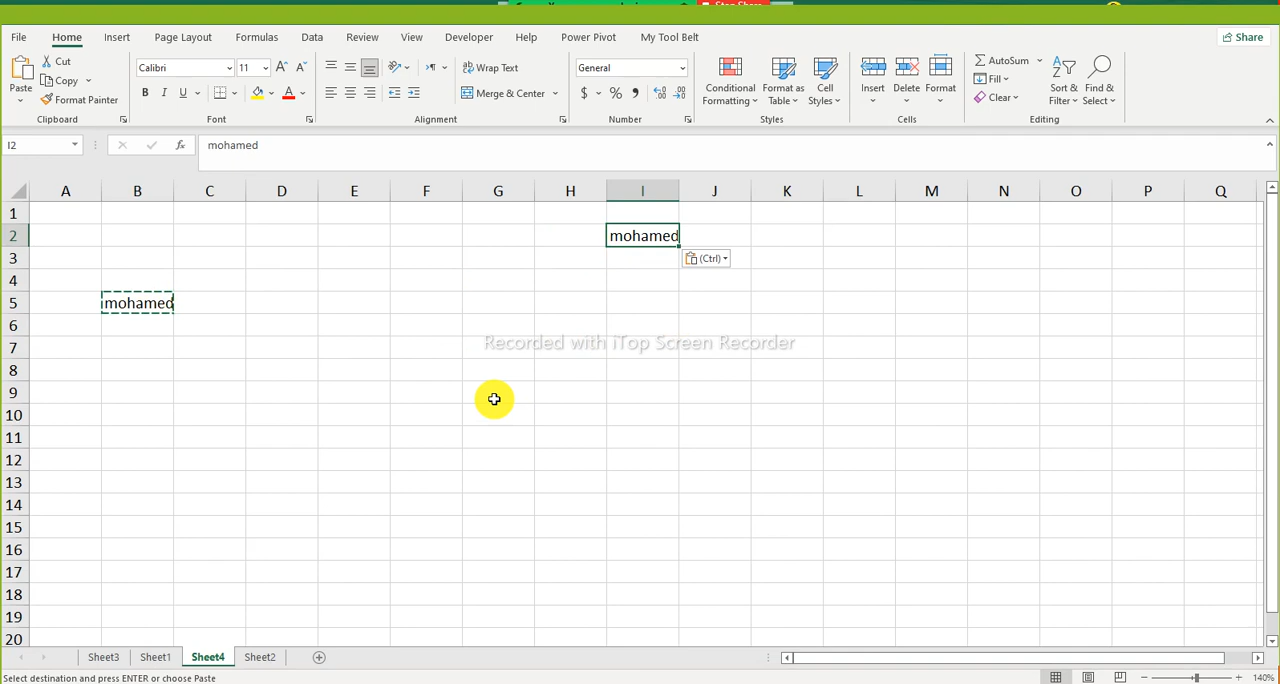 File Home Insert Page Layout Formulas Data Review View Developer Help Power Pivot My Tool Belt Share
Paste Cut Copy Format Painter
Calibri 11
B I U
Wrap Text
Merge & Center
General
$ %
Conditional Formatting
Format as Table
Cell Styles
Insert Delete Format
AutoSum
Fill
Clear
Sort & Filter
Find & Select
Clipboard Font Alignment Number Styles Cells Editing
I2 fx mohamed
A B C D E F G H I J K L M N O P Q
1
2 mohamed
3 (Ctrl)
4
5 mohamed
6
7 Recorded with iTop Screen Recorder
8
9
10
11
12
13
14
15
16
17
18
19
20
Sheet3 Sheet1 Sheet4 Sheet2
Select destination and press ENTER or choose Paste 140%